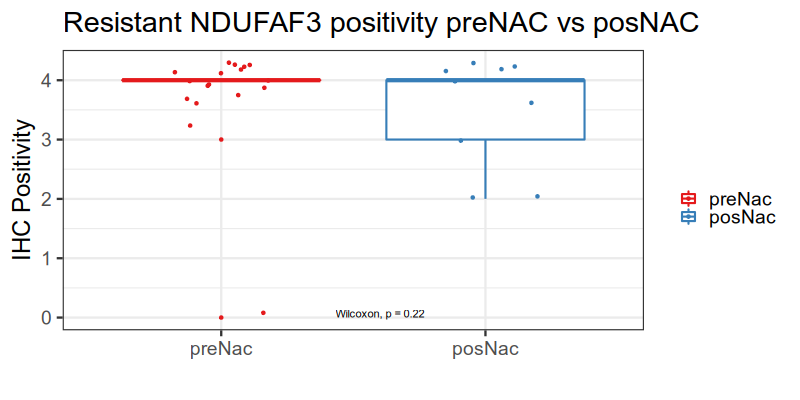 Resistant NDUFAF3 positivity preNAC vs posNAC
IHC Positivity
4
3
2
1
0
Wilcoxon, p = 0.22
preNac
posNac
preNac
posNac